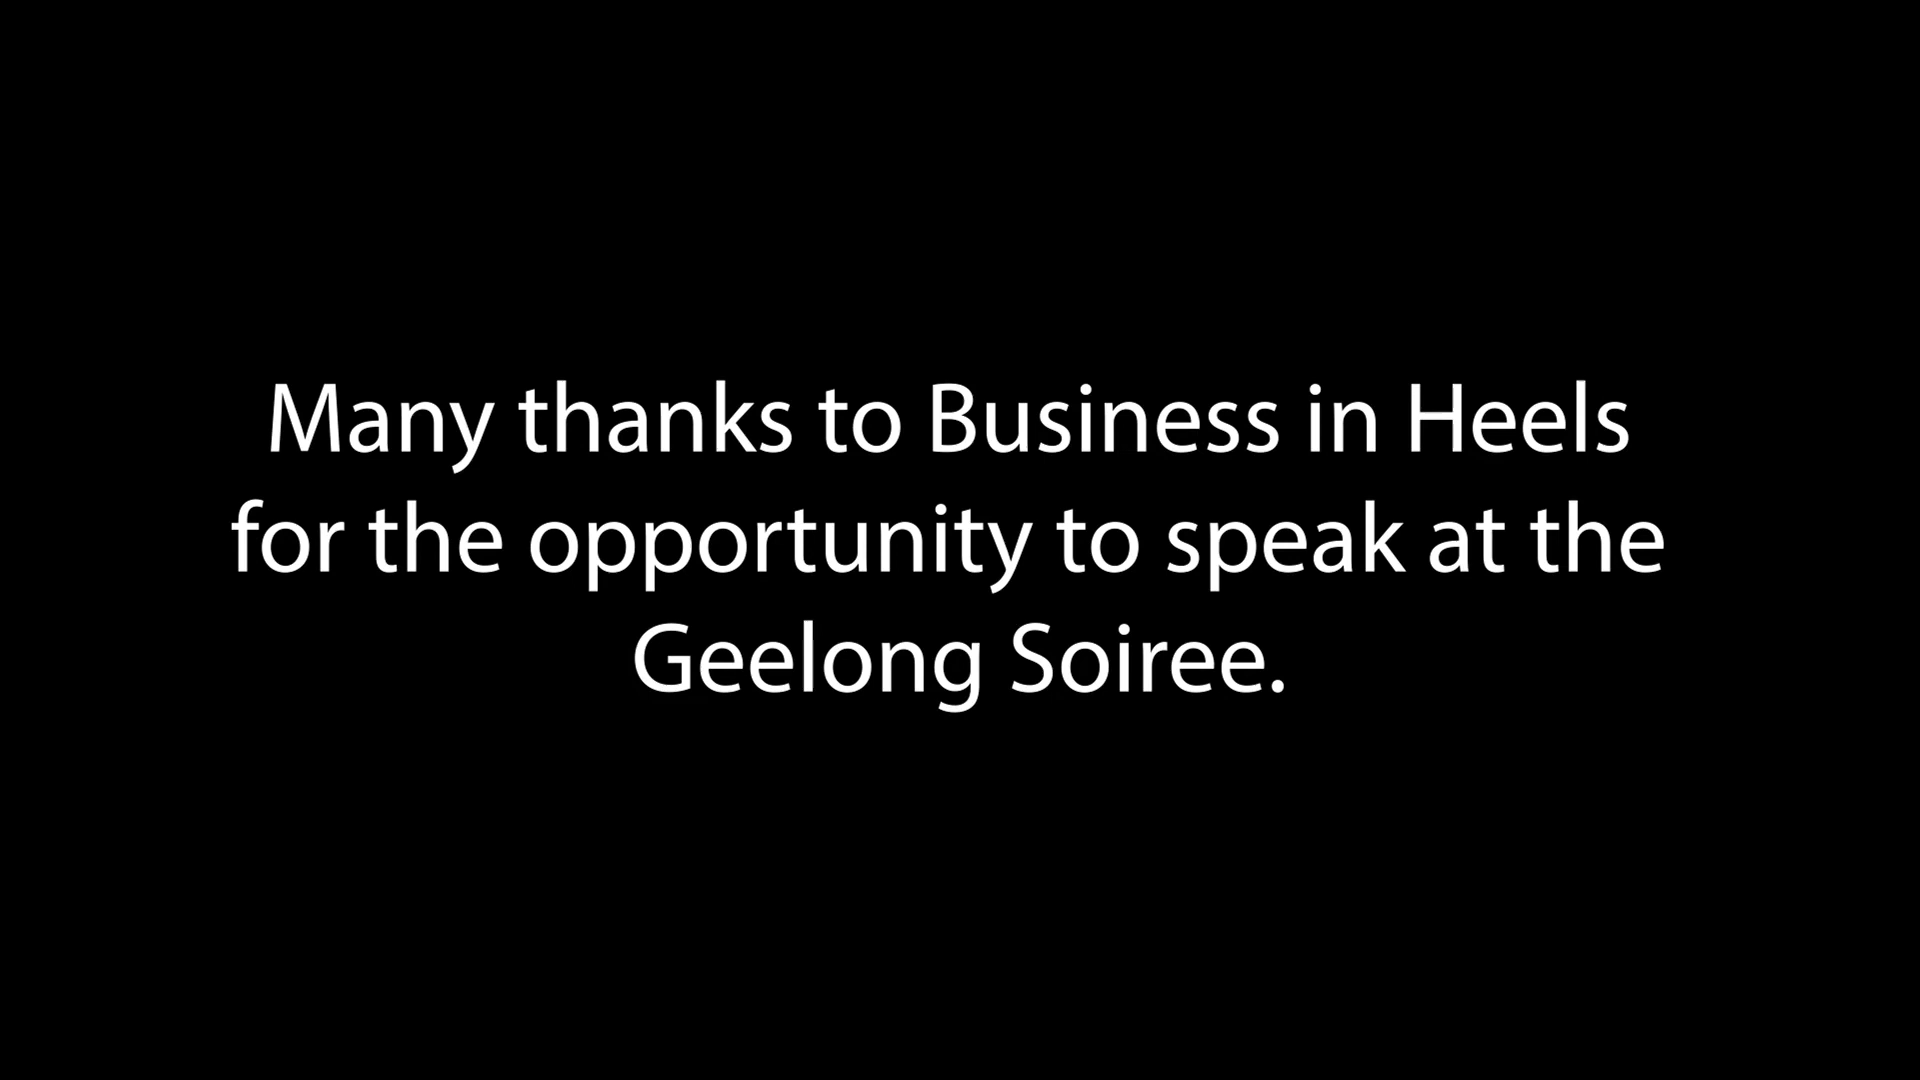 Many thanks to Business in Heels
for the opportunity to speak at the
Geelong Soiree.